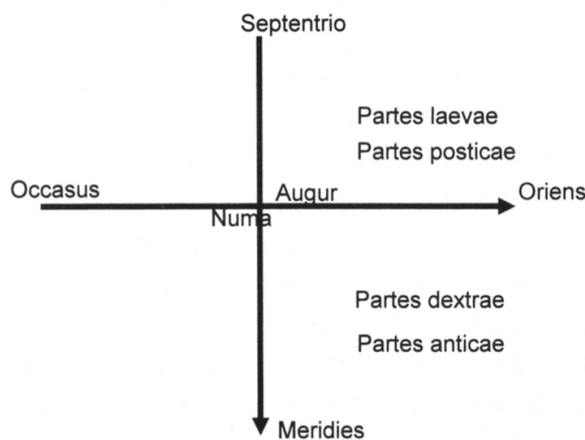 Septentrio
Partes laevae
Partes posticae
Occasus
Augur
Oriens
Numa
Partes dextrae
Partes anticae
Meridies